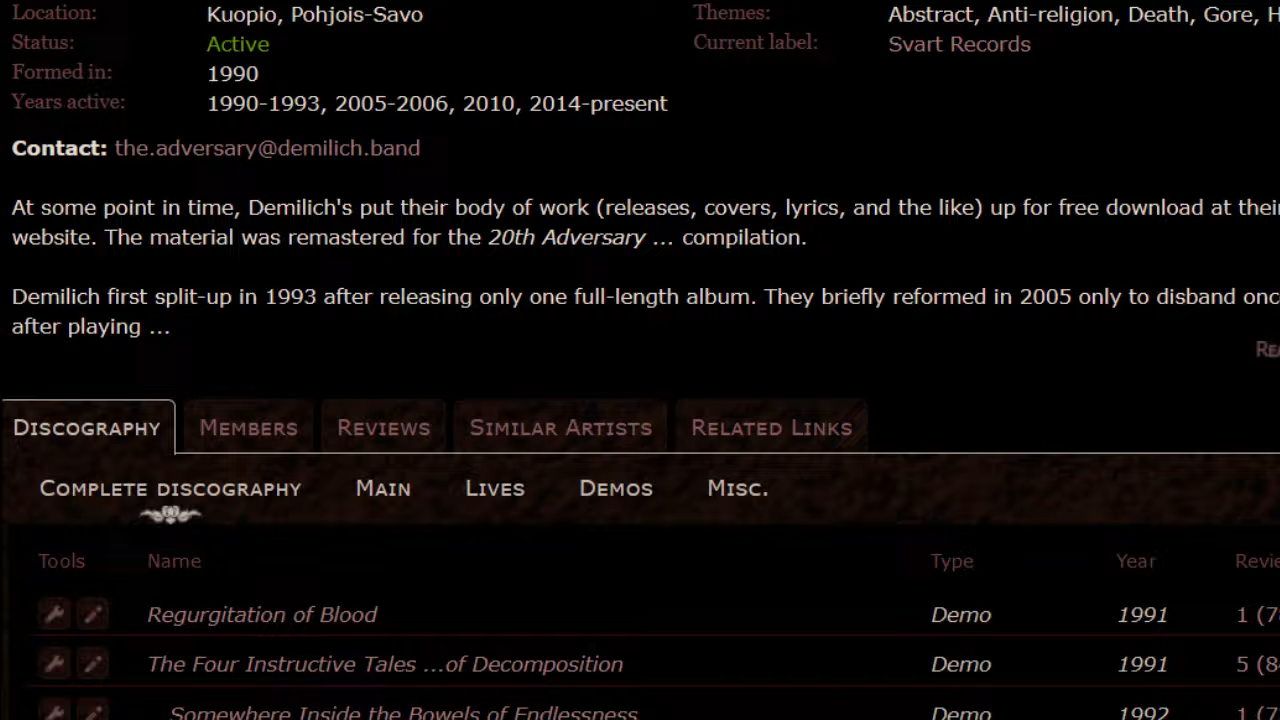 Location: Kuopio, Pohjois-Savo Themes: Abstract, Anti-religion, Death, Gore,
Status: Active Current label: Svart Records
Formed in: 1990
Years active: 1990-1993, 2005-2006, 2010, 2014-present
Contact: the.adversary@demilich.band
At some point in time, Demilich's put their body of work (releases, covers, lyrics, and the like) up for free download at their
website. The material was remastered for the 20th Adversary ... compilation.
Demilich first split-up in 1993 after releasing only one full-length album. They briefly reformed in 2005 only to disband
after playing ...
DISCOGRAPHY MEMBERS REVIEWS SIMILAR ARTISTS RELATED LINKS
COMPLETE DISCOGRAPHY MAIN LIVES DEMOS MISC.
Tools Name Type Year
Regurgitation of Blood Demo 1991 1
The Four Instructive Tales ...of Decomposition Demo 1991 5
Somewhere Inside the Bowels of Endlessness Demo 1992 1